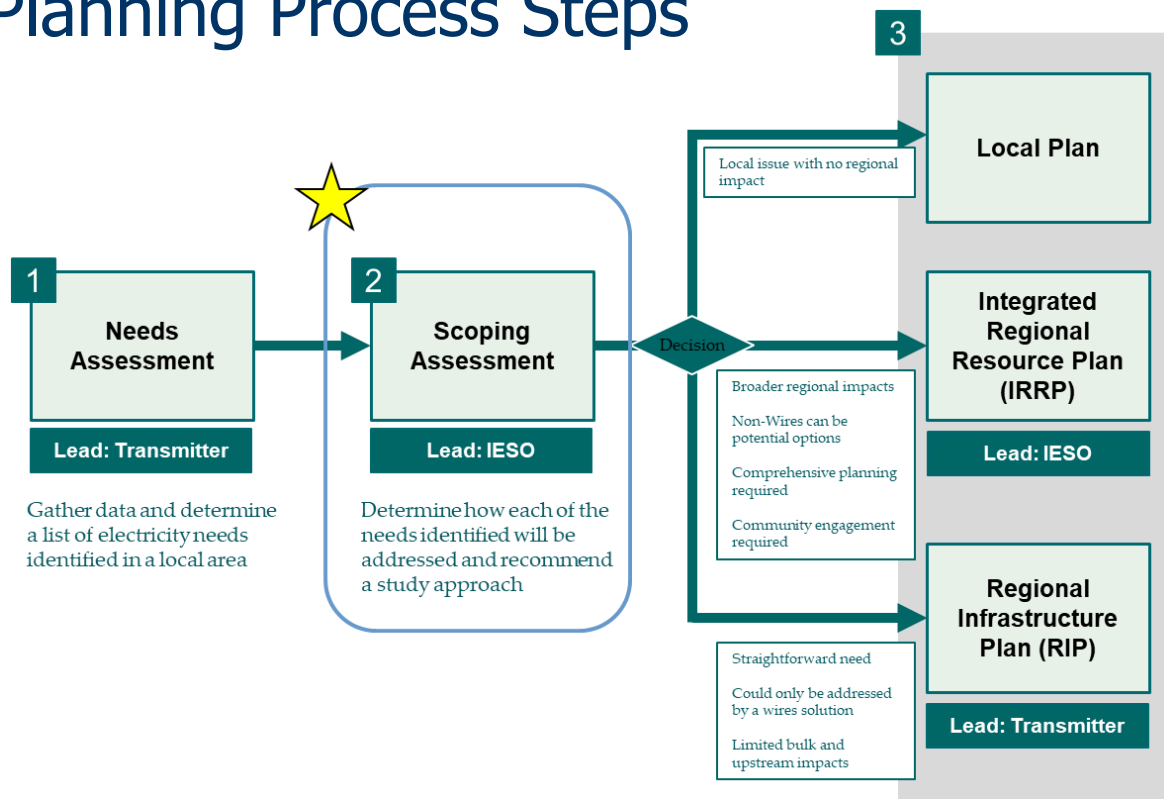 Planning Process Steps
1
Needs
Assessment
Lead: Transmitter
Gather data and determine
a list of electricity needs
identified in a local area
2
Scoping
Assessment
Lead: IESO
Determine how each of the
needs identified will be
addressed and recommend
a study approach
Decision
Local issue with no regional
impact
Broader regional impacts
Non-Wires can be
potential options
Comprehensive planning
required
Community engagement
required
Straightforward need
Could only be addressed
by a wires solution
Limited bulk and
upstream impacts
3
Local Plan
Integrated
Regional
Resource Plan
(IRRP)
Lead: IESO
Regional
Infrastructure
Plan (RIP)
Lead: Transmitter